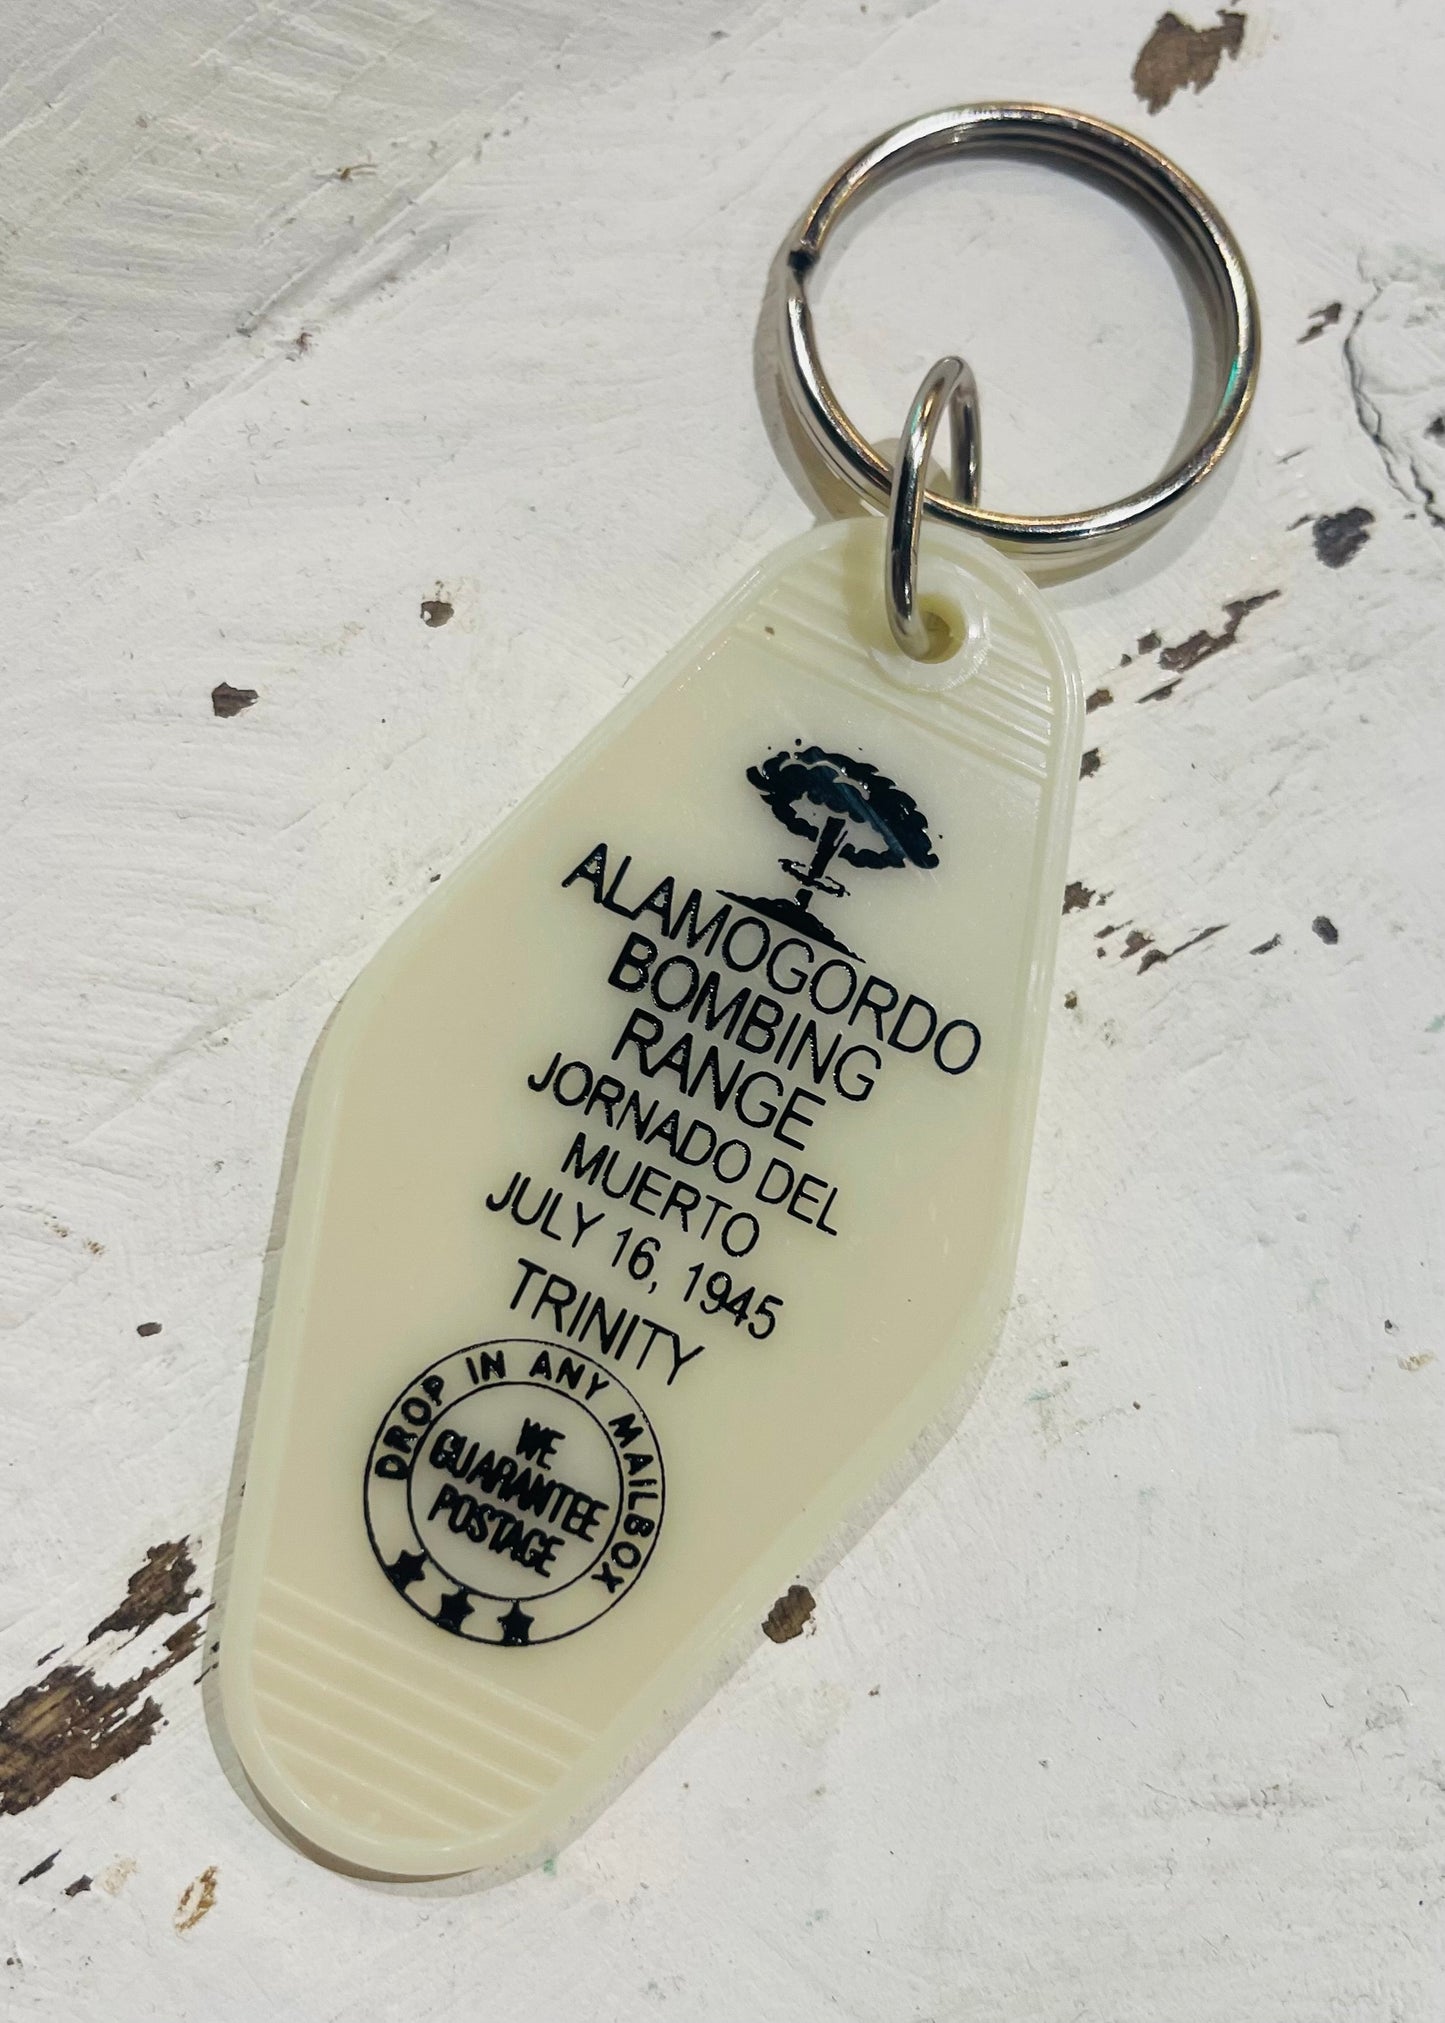 ALAMOGORDO
BOMBING
RANGE
JORNADO DEL
MUERTO
JULY 16, 1945
TRINITY
DROP IN ANY MAILBOX
WE
GUARANTEE
POSTAGE